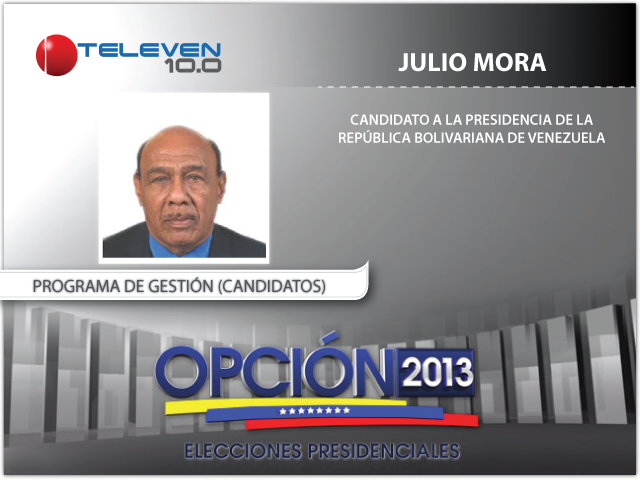 TELEVEN
10.0
JULIO MORA
CANDIDATO A LA PRESIDENCIA DE LA
REPÚBLICA BOLIVARIANA DE VENEZUELA
PROGRAMA DE GESTIÓN (CANDIDATOS)
OPCIÓN 2013
ELECCIONES PRESIDENCIALES